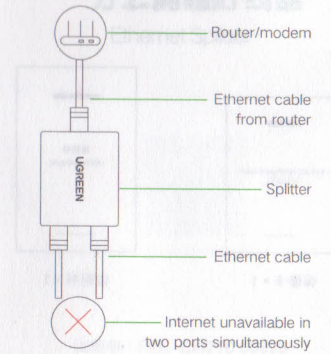 Router/modem
Ethernet cable
from router
UGREEN
Splitter
Ethernet cable
Internet unavailable in
two ports simultaneously